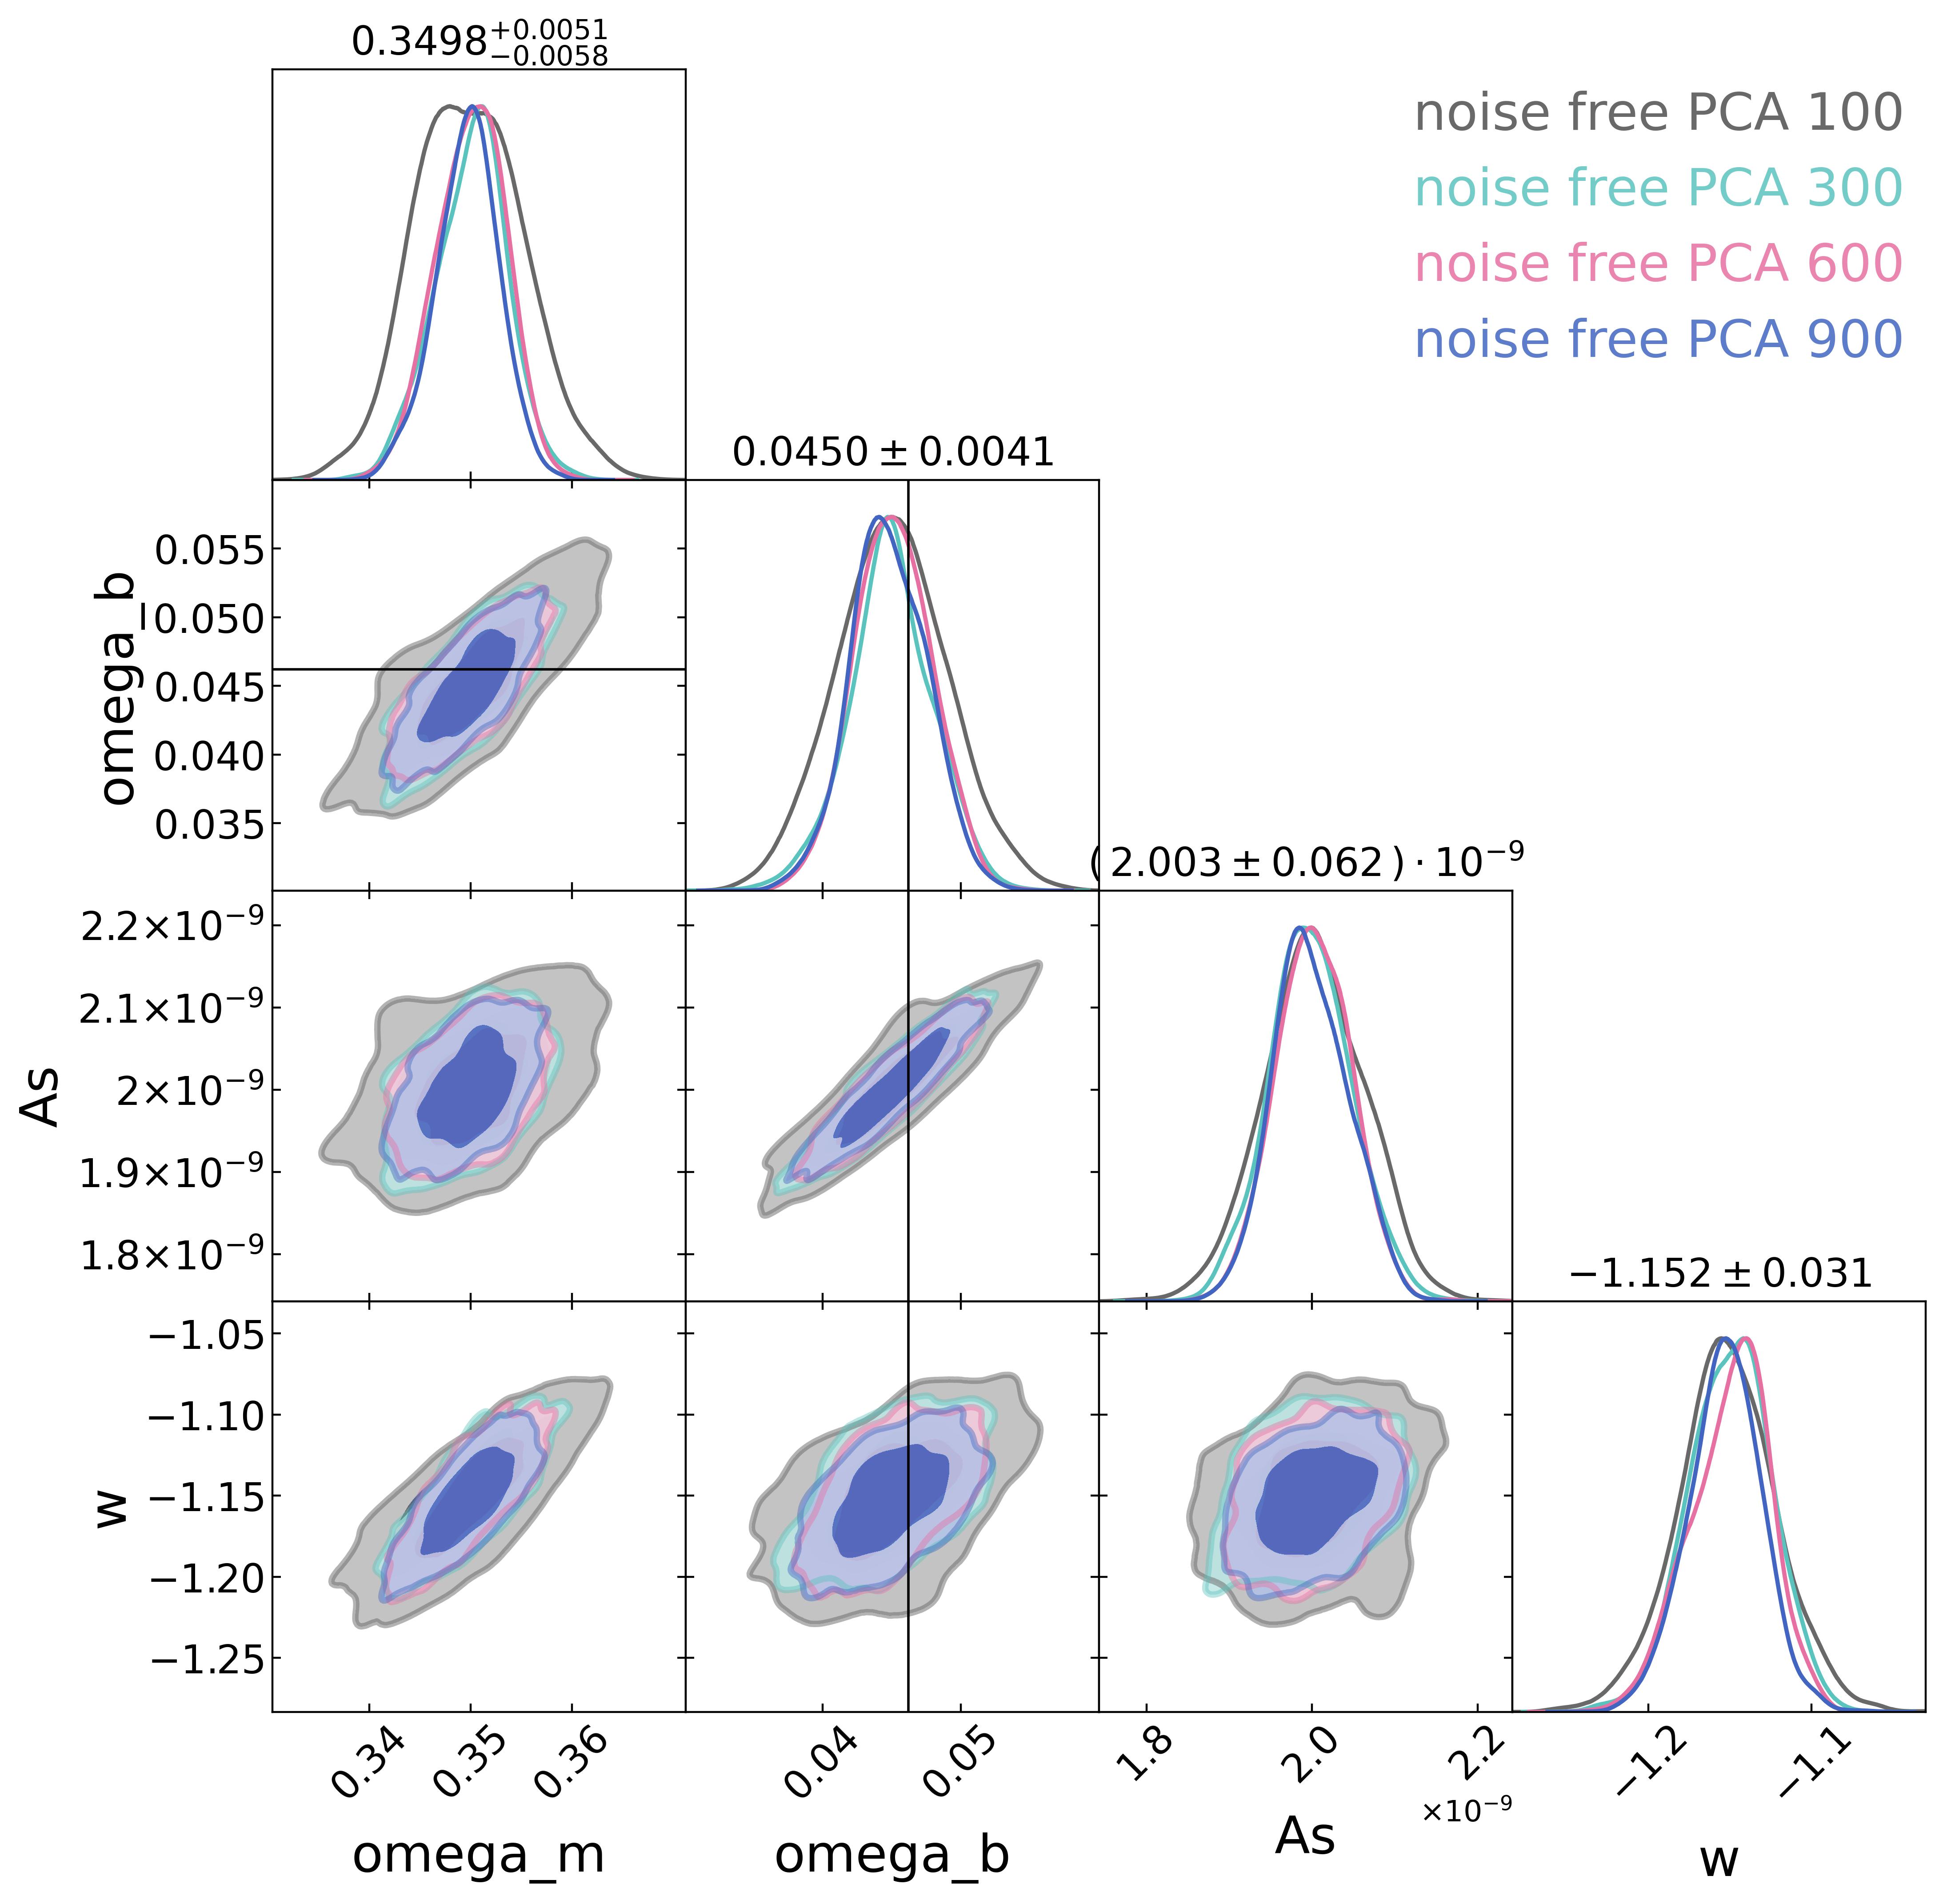 0.3498^{+0.0051}_{−0.0058}
noise free PCA 100
noise free PCA 300
noise free PCA 600
noise free PCA 900
0.0450 ± 0.0041
0.055
0.050
0.045
0.040
0.035
omega_b
(2.003 ± 0.062) · 10⁻⁹
2.2×10⁻⁹
2.1×10⁻⁹
2×10⁻⁹
1.9×10⁻⁹
1.8×10⁻⁹
As
−1.152 ± 0.031
−1.05
−1.10
−1.15
−1.20
−1.25
w
0.34 0.35 0.36
0.04 0.05
1.8 2.0 2.2
−1.2 −1.1
×10⁻⁹
omega_m
omega_b
As
w